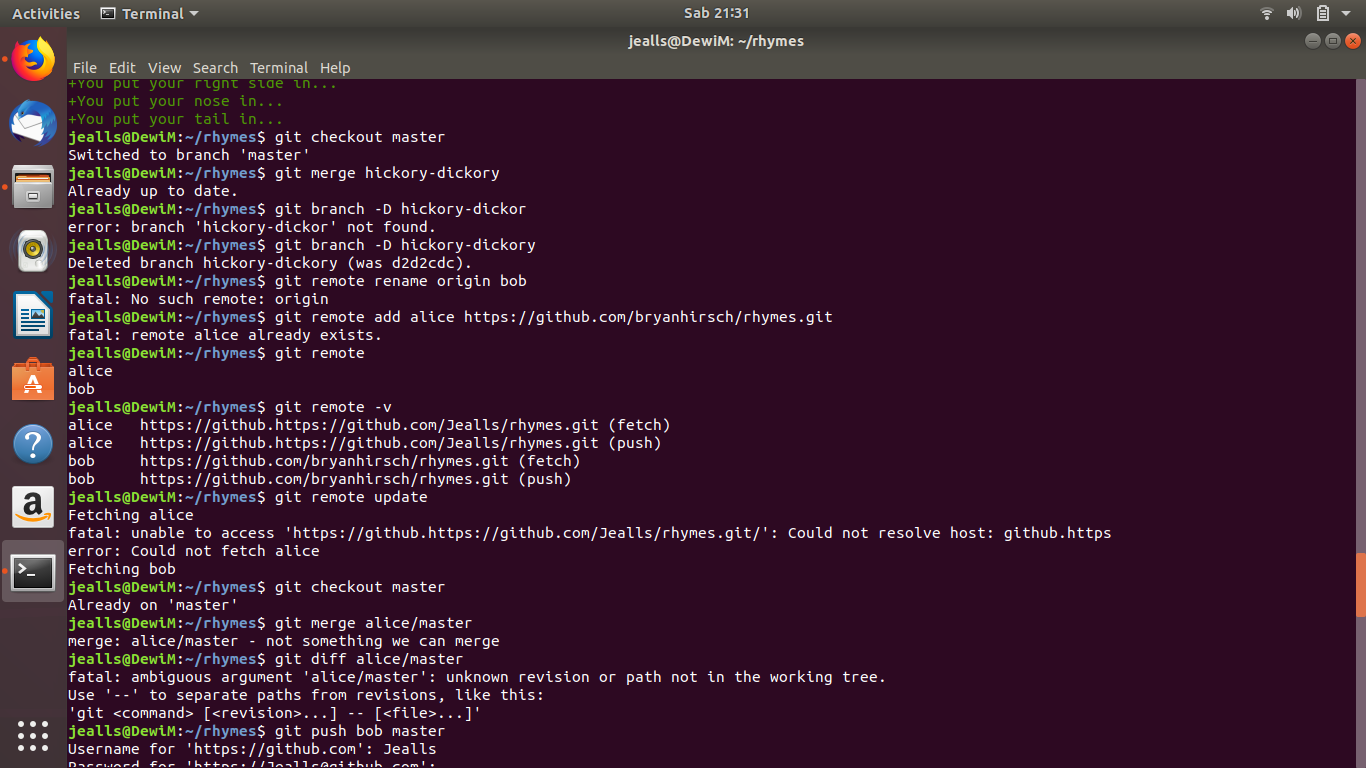 Activities Terminal Sab 21:31
jealls@DewiM: ~/rhymes
File Edit View Search Terminal Help
+You put your right side in...
+You put your nose in...
+You put your tail in...
jealls@DewiM:~/rhymes$ git checkout master
Switched to branch 'master'
jealls@DewiM:~/rhymes$ git merge hickory-dickory
Already up to date.
jealls@DewiM:~/rhymes$ git branch -D hickory-dickor
error: branch 'hickory-dickor' not found.
jealls@DewiM:~/rhymes$ git branch -D hickory-dickory
Deleted branch hickory-dickory (was d2d2cdc).
jealls@DewiM:~/rhymes$ git remote rename origin bob
fatal: No such remote: origin
jealls@DewiM:~/rhymes$ git remote add alice https://github.com/bryanhirsch/rhymes.git
fatal: remote alice already exists.
jealls@DewiM:~/rhymes$ git remote
alice
bob
jealls@DewiM:~/rhymes$ git remote -v
alice https://github.https://github.com/Jealls/rhymes.git (fetch)
alice https://github.https://github.com/Jealls/rhymes.git (push)
bob https://github.com/bryanhirsch/rhymes.git (fetch)
bob https://github.com/bryanhirsch/rhymes.git (push)
jealls@DewiM:~/rhymes$ git remote update
Fetching alice
fatal: unable to access 'https://github.https://github.com/Jealls/rhymes.git/': Could not resolve host: github.https
error: Could not fetch alice
Fetching bob
jealls@DewiM:~/rhymes$ git checkout master
Already on 'master'
jealls@DewiM:~/rhymes$ git merge alice/master
merge: alice/master - not something we can merge
jealls@DewiM:~/rhymes$ git diff alice/master
fatal: ambiguous argument 'alice/master': unknown revision or path not in the working tree.
Use '--' to separate paths from revisions, like this:
'git <command> [<revision>...] -- [<file>...]'
jealls@DewiM:~/rhymes$ git push bob master
Username for 'https://github.com': Jealls
Password for 'https://Jealls@github.com':